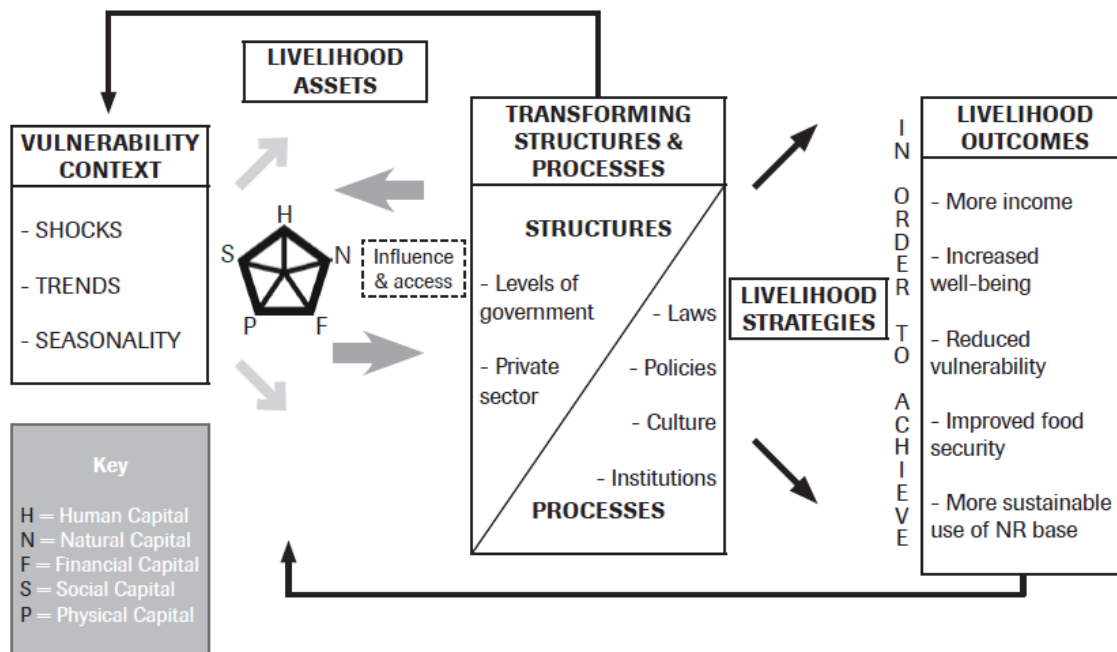 LIVELIHOOD
ASSETS
VULNERABILITY
CONTEXT
- SHOCKS
- TRENDS
- SEASONALITY
H
S
N
P
F
Influence
& access
TRANSFORMING
STRUCTURES &
PROCESSES
STRUCTURES
- Levels of
government
- Private
sector
- Laws
- Policies
- Culture
- Institutions
PROCESSES
LIVELIHOOD
STRATEGIES
IN ORDER TO ACHIEVE
LIVELIHOOD
OUTCOMES
- More income
- Increased
well-being
- Reduced
vulnerability
- Improved food
security
- More sustainable
use of NR base
Key
H = Human Capital
N = Natural Capital
F = Financial Capital
S = Social Capital
P = Physical Capital